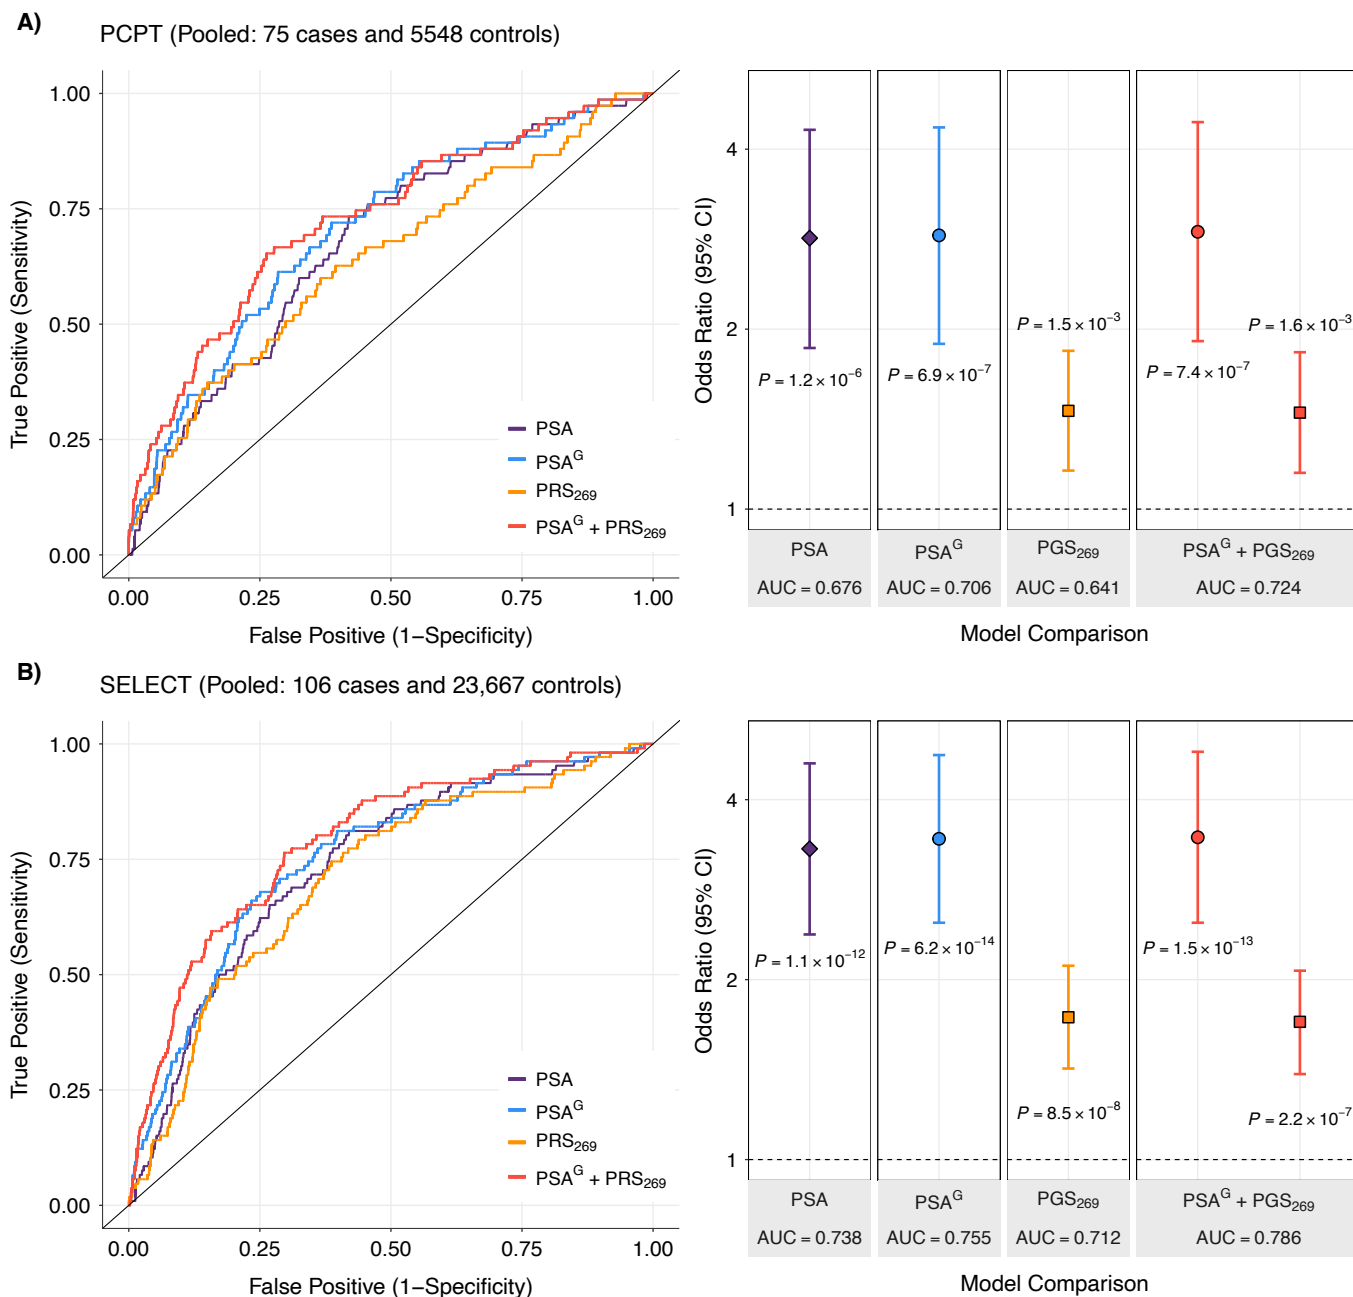 A)
PCPT (Pooled: 75 cases and 5548 controls)
True Positive (Sensitivity)
1.00
0.75
0.50
0.25
0.00
PSA
PSA^G
PRS_269
PSA^G + PRS_269
0.00 0.25 0.50 0.75 1.00
False Positive (1−Specificity)
Odds Ratio (95% CI)
4
2
1
P = 1.2 × 10^−6
P = 6.9 × 10^−7
P = 1.5 × 10^−3
P = 7.4 × 10^−7
P = 1.6 × 10^−3
PSA PSA^G PGS_269 PSA^G + PGS_269
AUC = 0.676 AUC = 0.706 AUC = 0.641 AUC = 0.724
Model Comparison
B)
SELECT (Pooled: 106 cases and 23,667 controls)
True Positive (Sensitivity)
1.00
0.75
0.50
0.25
0.00
PSA
PSA^G
PRS_269
PSA^G + PRS_269
0.00 0.25 0.50 0.75 1.00
False Positive (1−Specificity)
Odds Ratio (95% CI)
4
2
1
P = 1.1 × 10^−12
P = 6.2 × 10^−14
P = 8.5 × 10^−8
P = 1.5 × 10^−13
P = 2.2 × 10^−7
PSA PSA^G PGS_269 PSA^G + PGS_269
AUC = 0.738 AUC = 0.755 AUC = 0.712 AUC = 0.786
Model Comparison